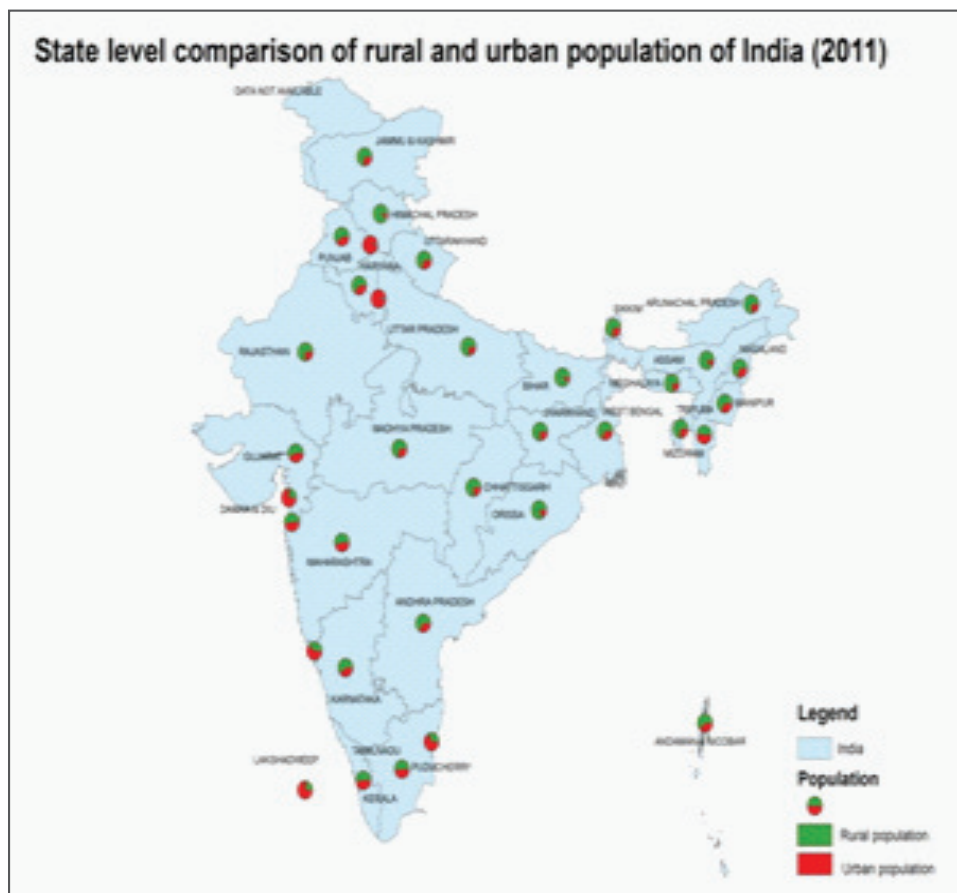 State level comparison of rural and urban population of India (2011)
DATA NOT AVAILABLE
JAMMU & KASHMIR
HIMACHAL PRADESH
PUNJAB
UTTARAKHAND
HARYANA
ARUNACHAL PRADESH
SIKKIM
UTTAR PRADESH
RAJASTHAN
ASSAM
NAGALAND
BIHAR
MEGHALAYA
MANIPUR
JHARKHAND
WEST BENGAL
TRIPURA
MADHYA PRADESH
GUJARAT
MIZORAM
CHHATTISGARH
ORISSA
MAHARASHTRA
ANDHRA PRADESH
KARNATAKA
TAMILNADU
LAKSHADWEEP
PUDUCHERRY
KERALA
ANDAMAN & NICOBAR
Legend
India
Population
Rural population
Urban population